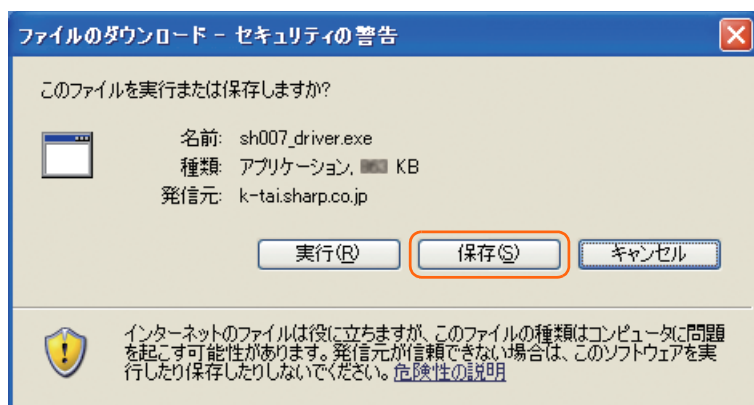 ファイルのダウンロード - セキュリティの警告
このファイルを実行または保存しますか?
名前: sh007_driver.exe
種類: アプリケーション, KB
発信元: k-tai.sharp.co.jp
実行(R) 保存(S) キャンセル
インターネットのファイルは役に立ちますが、このファイルの種類はコンピュータに問題
を起こす可能性があります。発信元が信頼できない場合は、このソフトウェアを実
行したり保存したりしないでください。危険性の説明